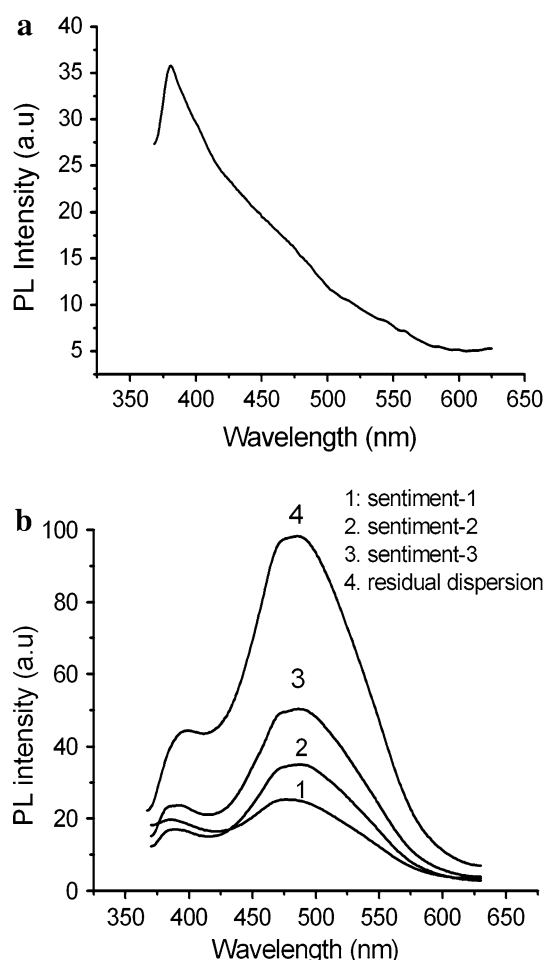 a
40
35
30
25
20
15
10
5
PL Intensity (a.u)
350 400 450 500 550 600 650
Wavelength (nm)
b
1: sentiment-1
2. sentiment-2
3. sentiment-3
4. residual dispersion
100
80
60
40
20
0
PL intensity (a.u)
4
3
2
1
350 400 450 500 550 600 650
Wavelength (nm)